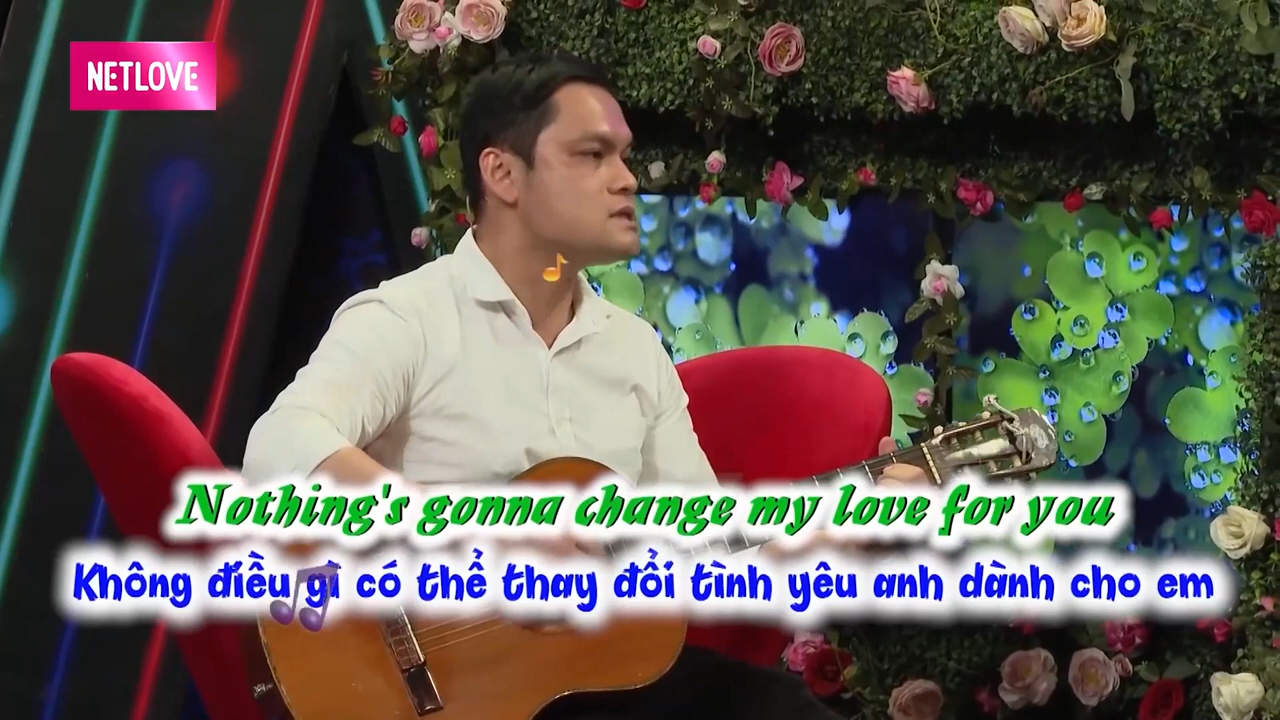 NETLOVE
Nothing's gonna change my love for you
Không điều gì có thể thay đổi tình yêu anh dành cho em